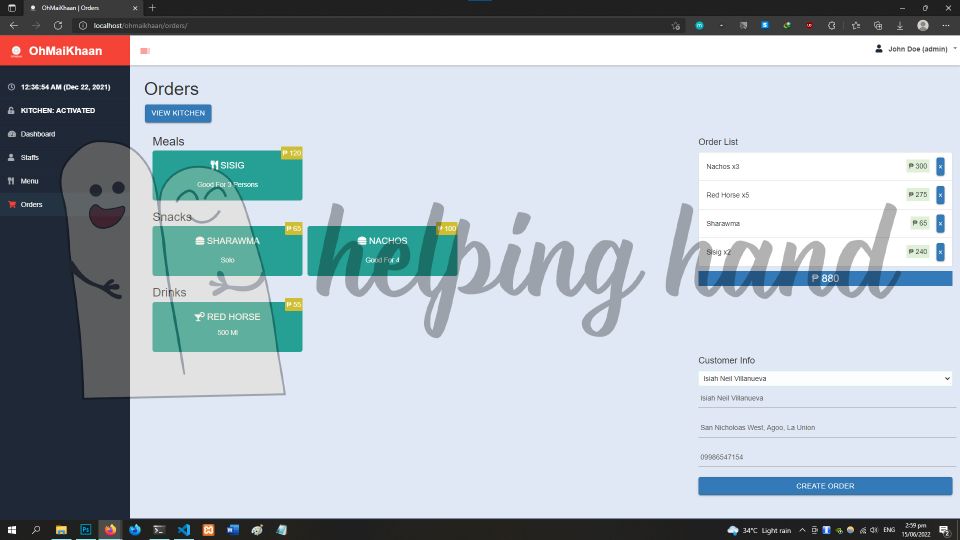 OhMaiKhaan | Orders
localhost/ohmaikhaan/orders/
OhMaiKhaan
John Doe (admin)
12:36:54 AM (Dec 22, 2021)
KITCHEN: ACTIVATED
Dashboard
Staffs
Menu
Orders
Orders
VIEW KITCHEN
Meals
₱ 120
SISIG
Good For 3 Persons
Snacks
₱ 65
SHARAWMA
Solo
₱ 100
NACHOS
Good For 4
Drinks
₱ 55
RED HORSE
500 Ml
helping hand
Order List
Nachos x3 ₱ 300 ×
Red Horse x5 ₱ 275 ×
Sharawma ₱ 65 ×
Sisig x2 ₱ 240 ×
₱ 880
Customer Info
Isiah Neil Villanueva
Isiah Neil Villanueva
San Nicholoas West, Agoo, La Union
09986547154
CREATE ORDER
34°C Light rain
ENG
2:59 pm
15/06/2022